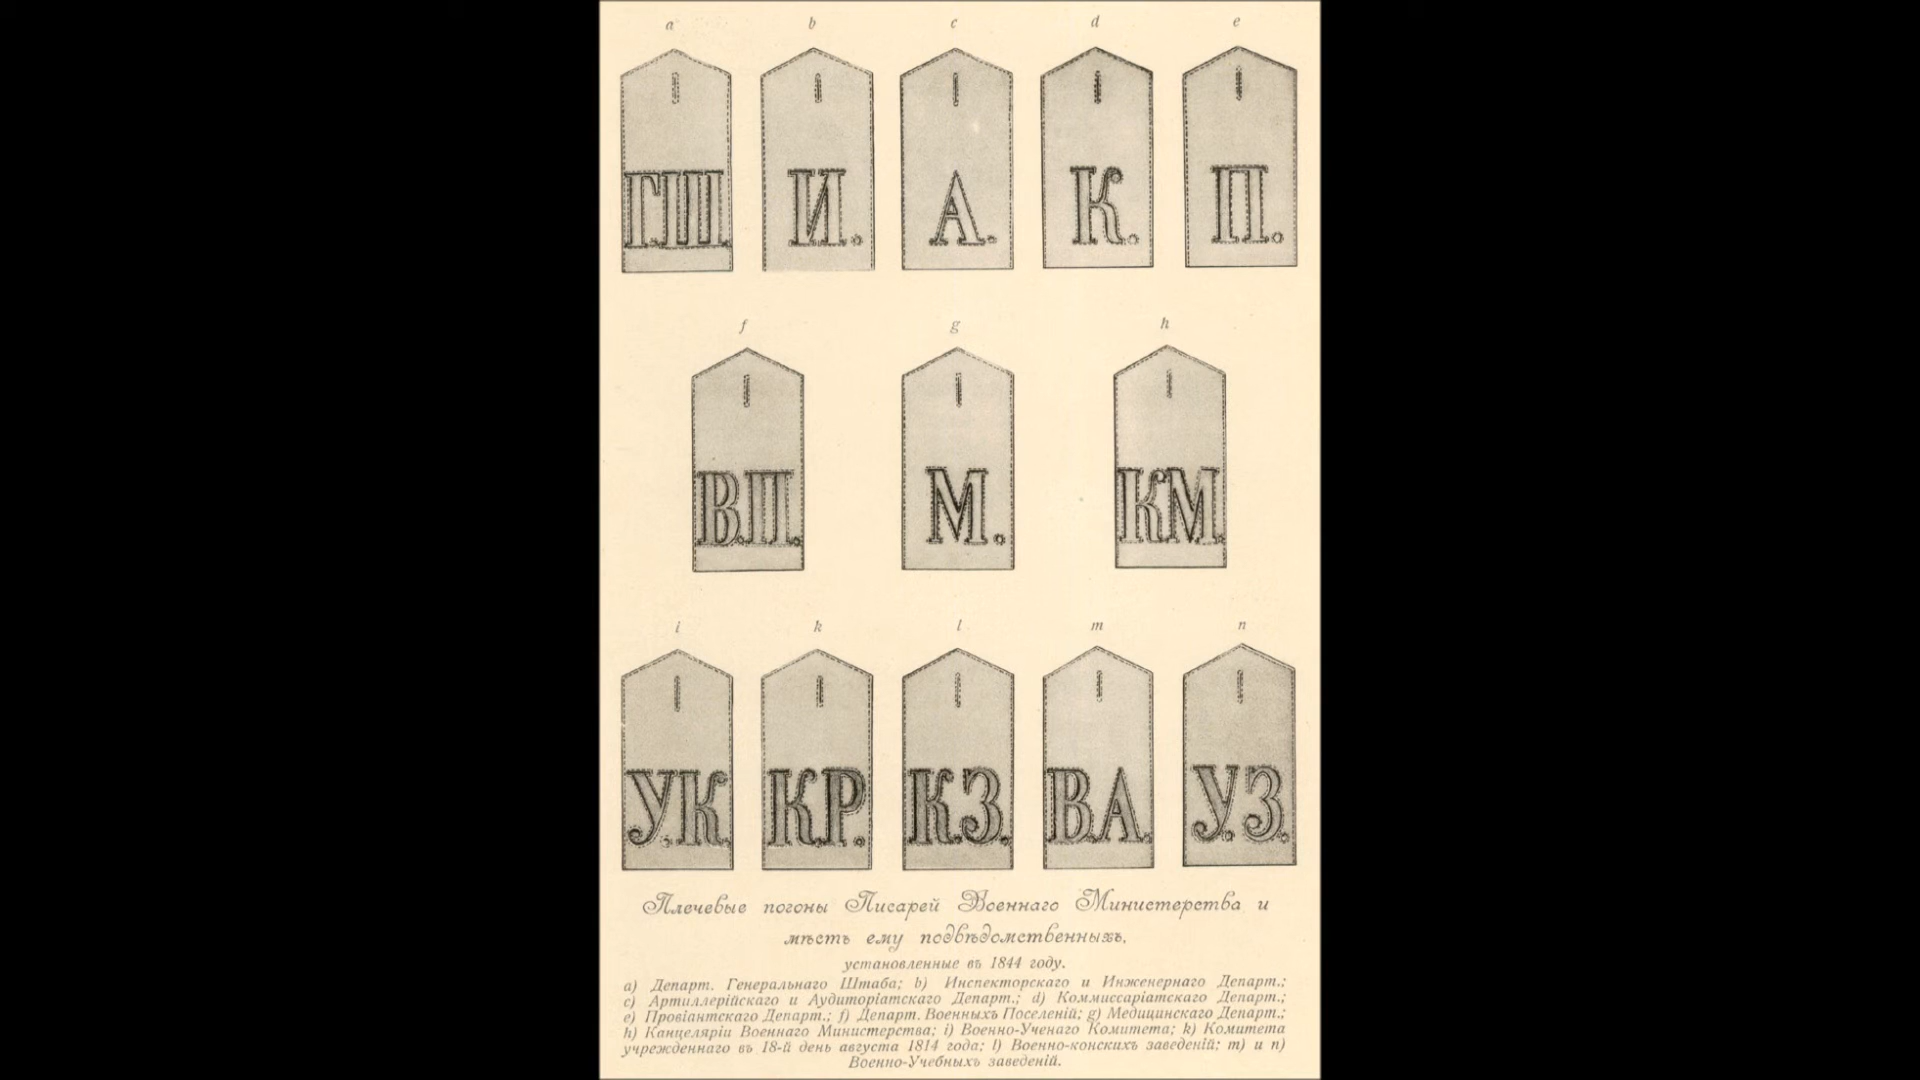 a b c d e
Г.Ш. И. А. К. П.
f g h
В.П. М. КМ.
i k l m n
У.К. КР. К.З. В.А. У.З.
Плечевые погоны Писарей Военнаго Министерства и
мѣстъ ему подвѣдомственныхъ,
установленные въ 1844 году.
a) Департ. Генеральнаго Штаба; b) Инспекторскаго и Инженернаго Департ.;
c) Артиллерійскаго и Аудиторіатскаго Департ.; d) Коммиссаріатскаго Департ.;
e) Провіантскаго Департ.; f) Департ. Военныхъ Поселеній; g) Медицинскаго Департ.;
h) Канцеляріи Военнаго Министерства; i) Военно-Ученаго Комитета; k) Комитета
учрежденнаго въ 18-й день августа 1814 года; l) Военно-конскихъ заведеній; m) и n)
Военно-Учебныхъ заведеній.